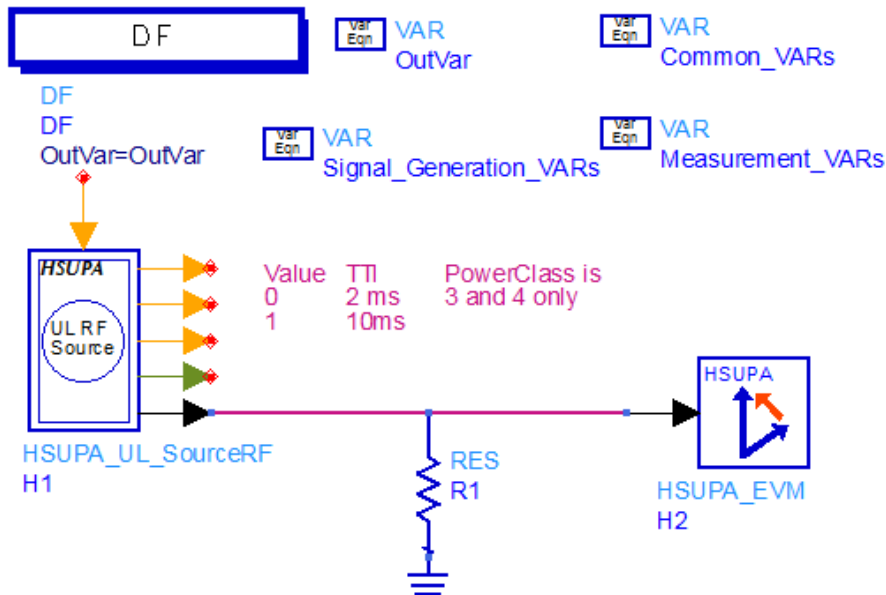 DF
DF
DF
OutVar=OutVar
Var
Eqn
VAR
OutVar
Var
Eqn
VAR
Common_VARs
Var
Eqn
VAR
Signal_Generation_VARs
Var
Eqn
VAR
Measurement_VARs
HSUPA
UL RF
Source
HSUPA_UL_SourceRF
H1
Value TTI PowerClass is
0 2 ms 3 and 4 only
1 10ms
RES
R1
HSUPA
HSUPA_EVM
H2